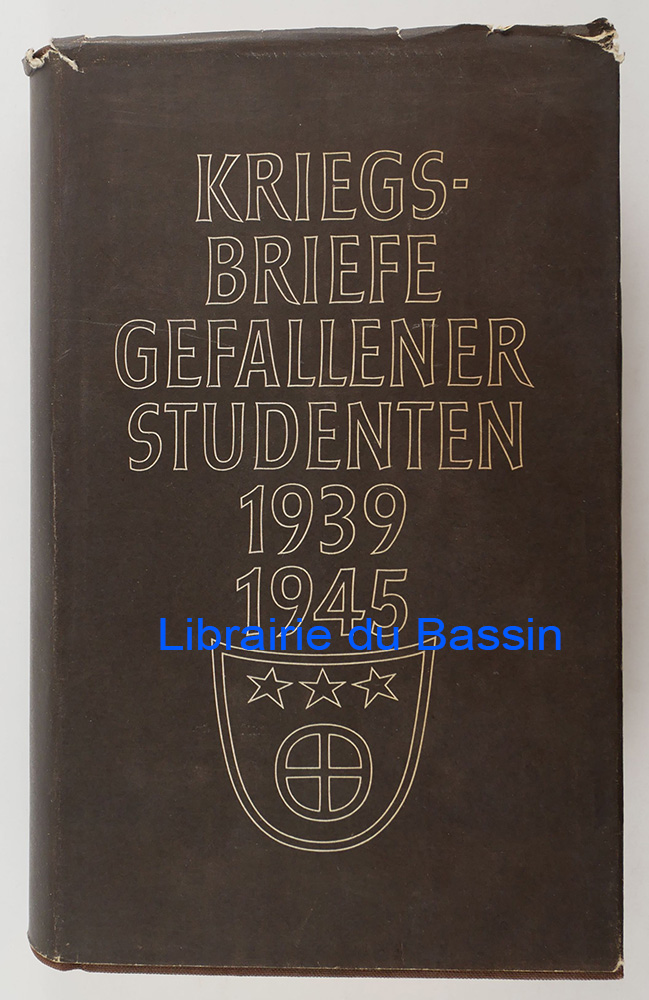 KRIEGS-
BRIEFE
GEFALLENER
STUDENTEN
1939
1945
Librairie du Bassin